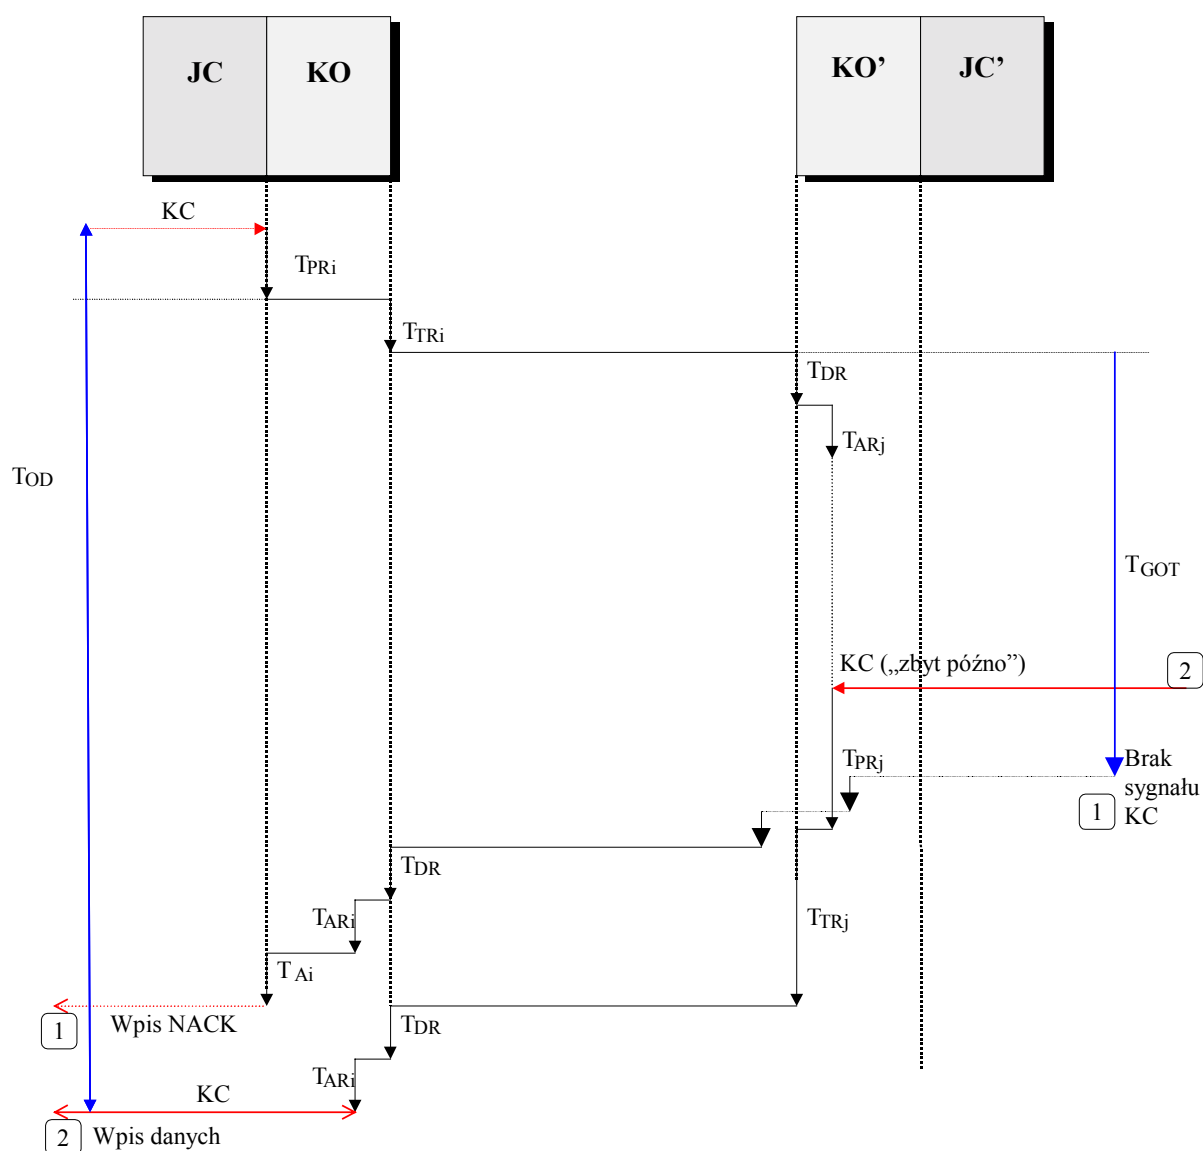 JC KO KO’ JC’
KC
TPRi
TTRi
TDR
TARj
TOD
TGOT
KC („zbyt późno”)
2
TPRj
Brak
sygnału
KC
1
TDR
TARi
TTRj
T Ai
1
Wpis NACK
TDR
TARi
KC
2
Wpis danych